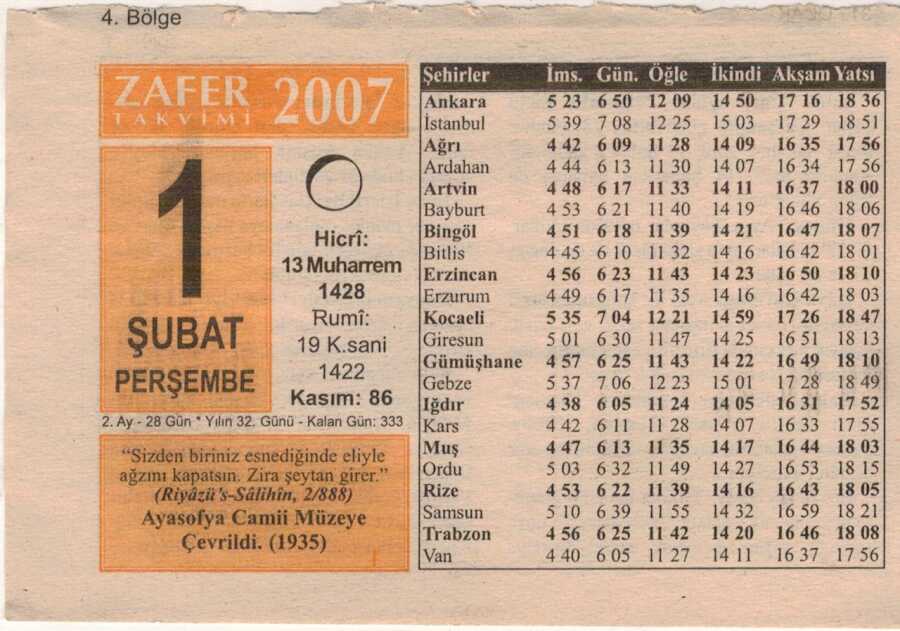 4. Bölge
ZAFER
TAKVİMİ
2007
1
ŞUBAT
PERŞEMBE
Hicrî:
13 Muharrem
1428
Rumî:
19 K.sani
1422
Kasım: 86
2. Ay - 28 Gün * Yılın 32. Günü - Kalan Gün: 333
“Sizden biriniz esnediğinde eliyle
ağzını kapatsın. Zira şeytan girer.”
(Riyâzü's-Sâlihîn, 2/888)
Ayasofya Camii Müzeye
Çevrildi. (1935)
Şehirler İms. Gün. Öğle İkindi Akşam Yatsı
Ankara 5 23 6 50 12 09 14 50 17 16 18 36
İstanbul 5 39 7 08 12 25 15 03 17 29 18 51
Ağrı 4 42 6 09 11 28 14 09 16 35 17 56
Ardahan 4 44 6 13 11 30 14 07 16 34 17 56
Artvin 4 48 6 17 11 33 14 11 16 37 18 00
Bayburt 4 53 6 21 11 40 14 19 16 46 18 06
Bingöl 4 51 6 18 11 39 14 21 16 47 18 07
Bitlis 4 45 6 10 11 32 14 16 16 42 18 01
Erzincan 4 56 6 23 11 43 14 23 16 50 18 10
Erzurum 4 49 6 17 11 35 14 16 16 42 18 03
Kocaeli 5 35 7 04 12 21 14 59 17 26 18 47
Giresun 5 01 6 30 11 47 14 25 16 51 18 13
Gümüşhane 4 57 6 25 11 43 14 22 16 49 18 10
Gebze 5 37 7 06 12 23 15 01 17 28 18 49
Iğdır 4 38 6 05 11 24 14 05 16 31 17 52
Kars 4 42 6 11 11 28 14 07 16 33 17 55
Muş 4 47 6 13 11 35 14 17 16 44 18 03
Ordu 5 03 6 32 11 49 14 27 16 53 18 15
Rize 4 53 6 22 11 39 14 16 16 43 18 05
Samsun 5 10 6 39 11 55 14 32 16 59 18 21
Trabzon 4 56 6 25 11 42 14 20 16 46 18 08
Van 4 40 6 05 11 27 14 11 16 37 17 56